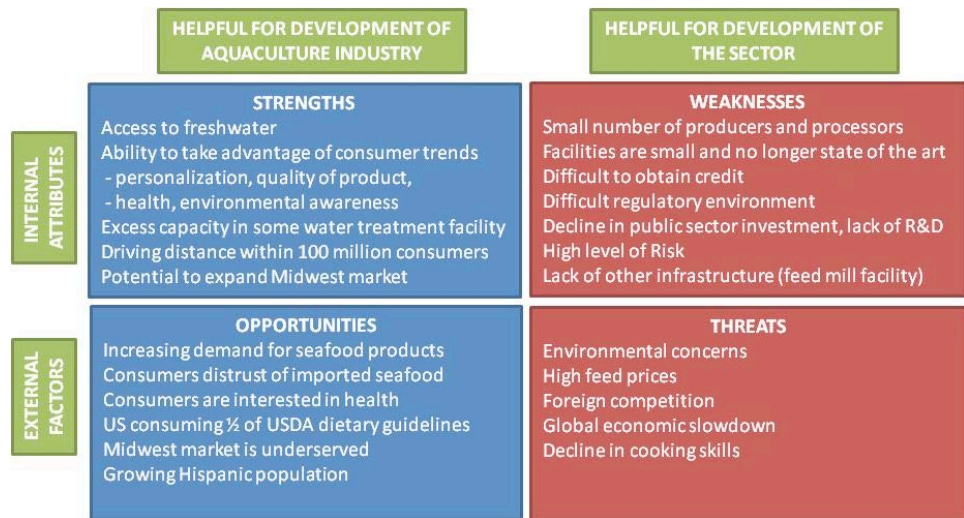 HELPFUL FOR DEVELOPMENT OF
AQUACULTURE INDUSTRY
HELPFUL FOR DEVELOPMENT OF
THE SECTOR
INTERNAL
ATTRIBUTES
STRENGTHS
Access to freshwater
Ability to take advantage of consumer trends
- personalization, quality of product,
- health, environmental awareness
Excess capacity in some water treatment facility
Driving distance within 100 million consumers
Potential to expand Midwest market
WEAKNESSES
Small number of producers and processors
Facilities are small and no longer state of the art
Difficult to obtain credit
Difficult regulatory environment
Decline in public sector investment, lack of R&D
High level of Risk
Lack of other infrastructure (feed mill facility)
EXTERNAL
FACTORS
OPPORTUNITIES
Increasing demand for seafood products
Consumers distrust of imported seafood
Consumers are interested in health
US consuming ½ of USDA dietary guidelines
Midwest market is underserved
Growing Hispanic population
THREATS
Environmental concerns
High feed prices
Foreign competition
Global economic slowdown
Decline in cooking skills